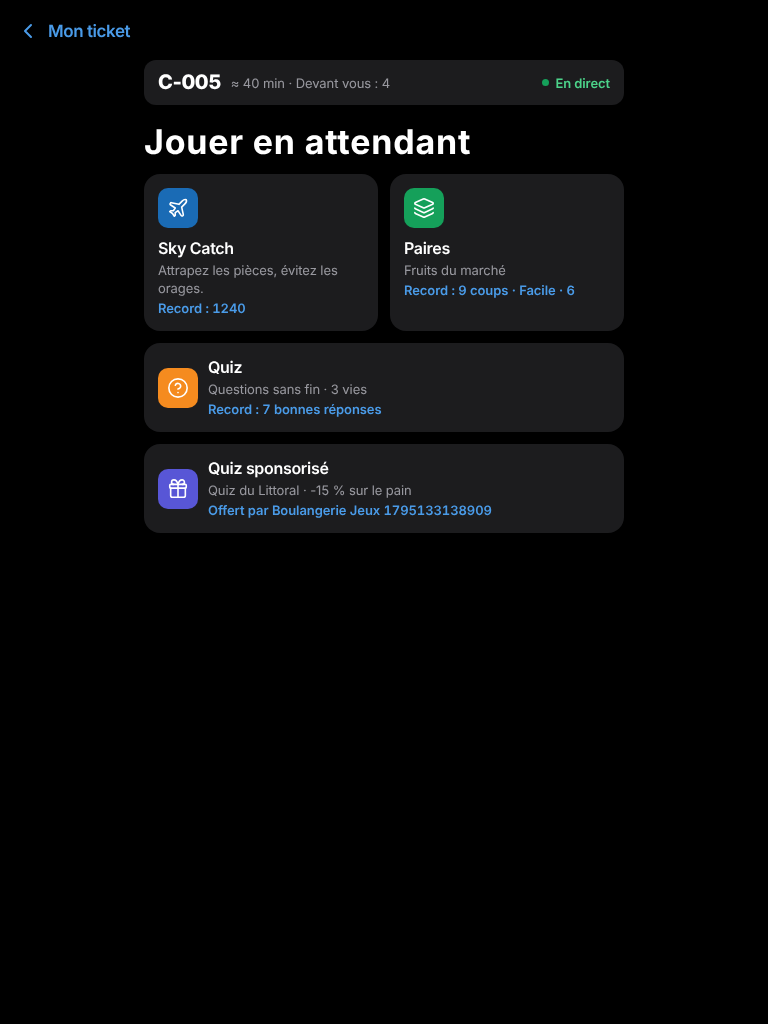 Mon ticket
C-005 ≈ 40 min · Devant vous : 4 En direct
Jouer en attendant
Sky Catch
Attrapez les pièces, évitez les
orages.
Record : 1240
Paires
Fruits du marché
Record : 9 coups · Facile · 6
Quiz
Questions sans fin · 3 vies
Record : 7 bonnes réponses
Quiz sponsorisé
Quiz du Littoral · -15 % sur le pain
Offert par Boulangerie Jeux 1795133138909